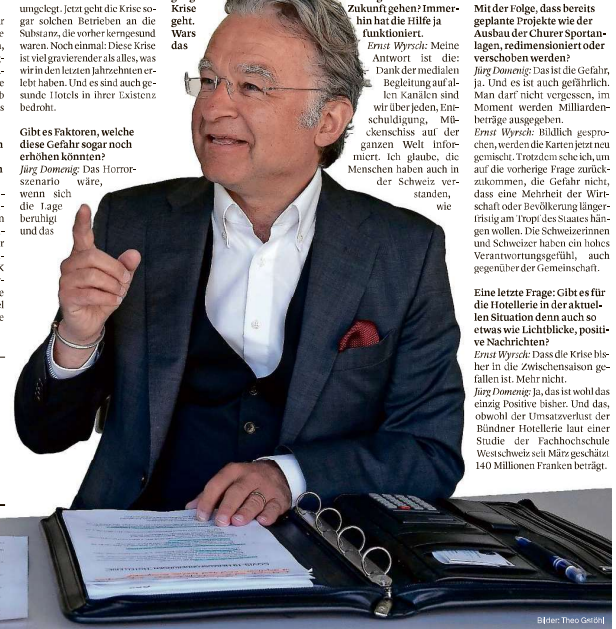 umgelegt. Jetzt geht die Krise so-
gar solchen Betrieben an die
Substanz, die vorher kerngesund
waren. Noch einmal: Diese Krise
ist viel gravierender als alles, was
wir in den letzten Jahrzehnten er-
lebt haben. Und es sind auch ge-
sunde Hotels in ihrer Existenz
bedroht.
Gibt es Faktoren, welche
diese Gefahr sogar noch
erhöhen könnten?
Jürg Domenig: Das Horror-
szenario wäre,
wenn sich
die Lage
beruhigt
und das
Krise
geht.
Wars
das
Zukunft gehen? Immer-
hin hat die Hilfe ja
funktioniert.
Ernst Wyrsch: Meine
Antwort ist die:
Dank der medialen
Begleitung auf al-
len Kanälen sind
wir über jeden, Ent-
schuldigung, Mü-
ckenschiss auf der
ganzen Welt infor-
miert. Ich glaube, die
Menschen haben auch in
der Schweiz ver-
standen,
wie
Mit der Folge, dass bereits
geplante Projekte wie der
Ausbau der Churer Sportan-
lagen, redimensioniert oder
verschoben werden?
Jürg Domenig: Das ist die Gefahr,
ja. Und es ist auch gefährlich.
Man darf nicht vergessen, im
Moment werden Milliarden-
beträge ausgegeben.
Ernst Wyrsch: Bildlich gespro-
chen, werden die Karten jetzt neu
gemischt. Trotzdem sehe ich, um
auf die vorherige Frage zurück-
zukommen, die Gefahr nicht,
dass eine Mehrheit der Wirt-
schaft oder Bevölkerung länger-
fristig am Tropf des Staates hän-
gen wollen. Die Schweizerinnen
und Schweizer haben ein hohes
Verantwortungsgefühl, auch
gegenüber der Gemeinschaft.
Eine letzte Frage: Gibt es für
die Hotellerie in der aktuel-
len Situation denn auch so
etwas wie Lichtblicke, positi-
ve Nachrichten?
Ernst Wyrsch: Dass die Krise bis-
her in die Zwischensaison ge-
fallen ist. Mehr nicht.
Jürg Domenig: Ja, das ist wohl das
einzig Positive bisher. Und das,
obwohl der Umsatzverlust der
Bündner Hotellerie laut einer
Studie der Fachhochschule
Westschweiz seit März geschätzt
140 Millionen Franken beträgt.
Bilder: Theo Gstöhl